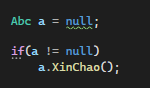 Abc a = null;
if(a != null)
a.XinChao();